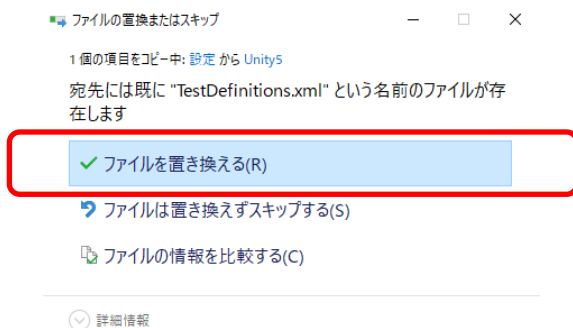 ファイルの置換またはスキップ
1 個の項目をコピー中: 設定 から Unity5
宛先には既に "TestDefinitions.xml" という名前のファイルが存
在します
ファイルを置き換える(R)
ファイルは置き換えずスキップする(S)
ファイルの情報を比較する(C)
詳細情報